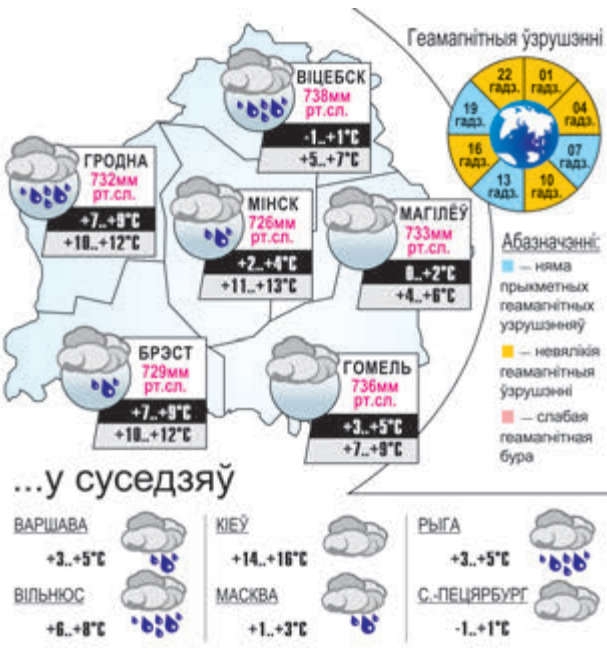 Геамагнітныя ўзрушэнні
22 гадз.
01 гадз.
04 гадз.
07 гадз.
10 гадз.
13 гадз.
16 гадз.
19 гадз.
ВІЦЕБСК
738мм
рт.сл.
-1..+1°C
+5..+7°C
ГРОДНА
732мм
рт.сл.
+7..+9°C
+10..+12°C
МІНСК
726мм
рт.сл.
+2..+4°C
+11..+13°C
МАГІЛЁЎ
733мм
рт.сл.
0..+2°C
+4..+6°C
БРЭСТ
729мм
рт.сл.
+7..+9°C
+10..+12°C
ГОМЕЛЬ
736мм
рт.сл.
+3..+5°C
+7..+9°C
Абазначэнні:
— няма
прыкметных
геамагнітных
узрушэнняў
— невялікія
геамагнітныя
ўзрушэнні
— слабая
геамагнітная
бура
...у суседзяў
ВАРШАВА
+3..+5°C
КІЕЎ
+14..+16°C
РЫГА
+3..+5°C
ВІЛЬНЮС
+6..+8°C
МАСКВА
+1..+3°C
С.-ПЕЦЯРБУРГ
-1..+1°C